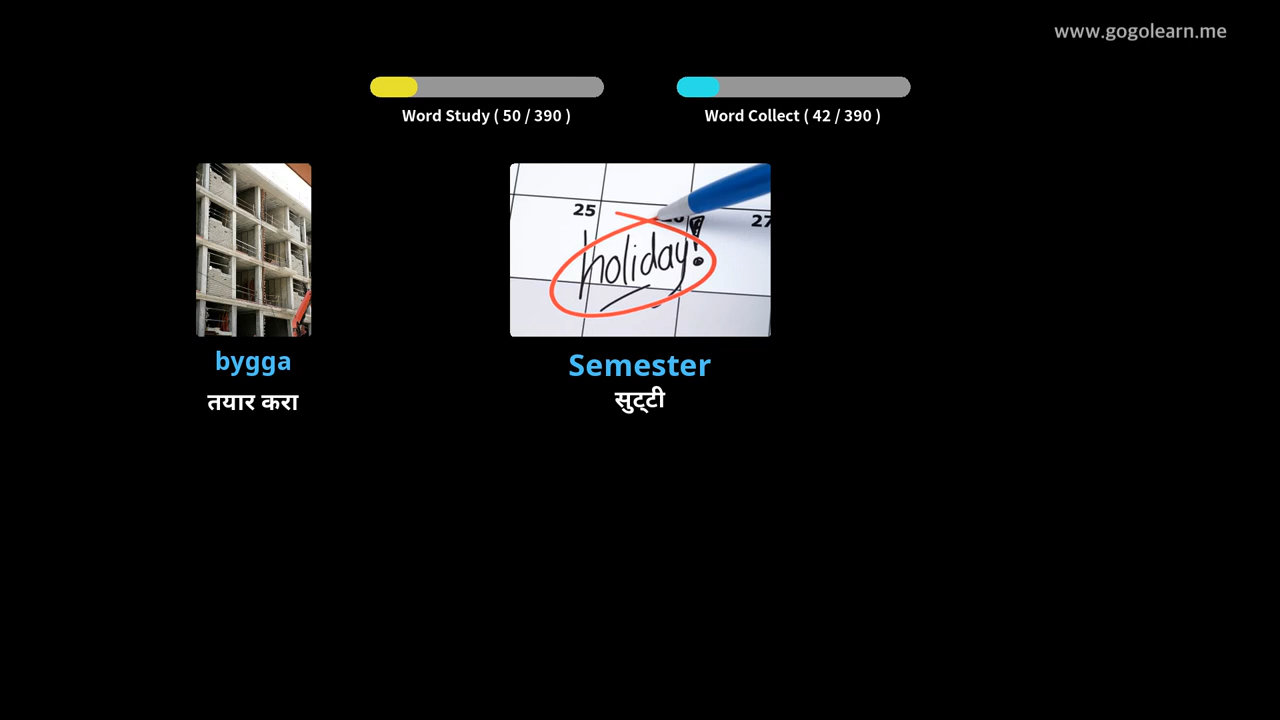 www.gogolearn.me
Word Study ( 50 / 390 )
Word Collect ( 42 / 390 )
25
27
holiday!
bygga
Semester
तयार करा
सुट्टी